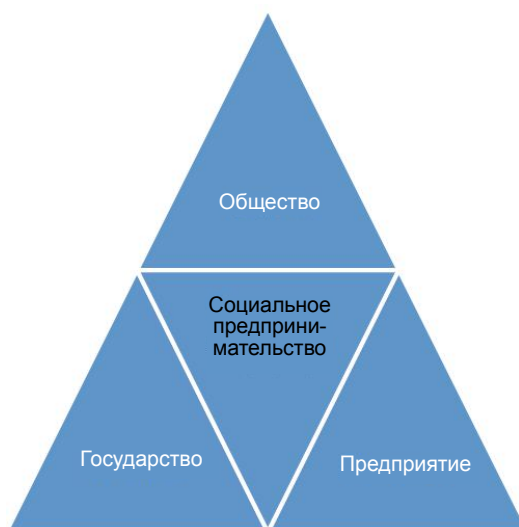 Общество
Социальное
предприни-
мательство
Государство
Предприятие